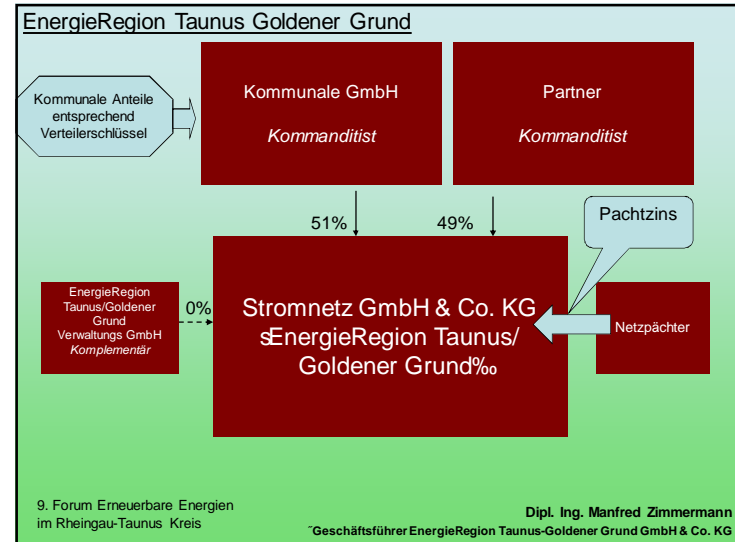 EnergieRegion Taunus Goldener Grund
Kommunale Anteile
entsprechend
Verteilerschlüssel
Kommunale GmbH
Kommanditist
Partner
Kommanditist
51%
49%
Pachtzins
EnergieRegion
Taunus/Goldener
Grund
Verwaltungs GmbH
Komplementär
0%
Stromnetz GmbH & Co. KG
sEnergieRegion Taunus/
Goldener Grund‰
Netzpächter
9. Forum Erneuerbare Energien
im Rheingau-Taunus Kreis
Dipl. Ing. Manfred Zimmermann
˝Geschäftsführer EnergieRegion Taunus-Goldener Grund GmbH & Co. KG